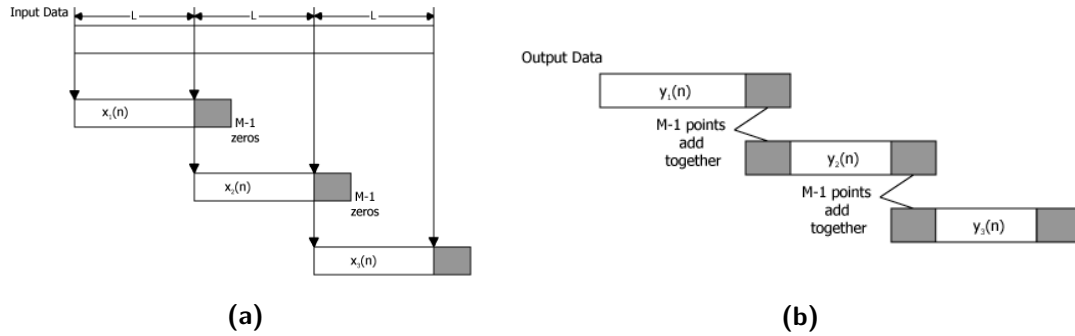 Input Data
L L L
x₁(n)
M-1
zeros
x₂(n)
M-1
zeros
x₃(n)
(a)
Output Data
y₁(n)
M-1 points
add
together
y₂(n)
M-1 points
add
together
y₃(n)
(b)